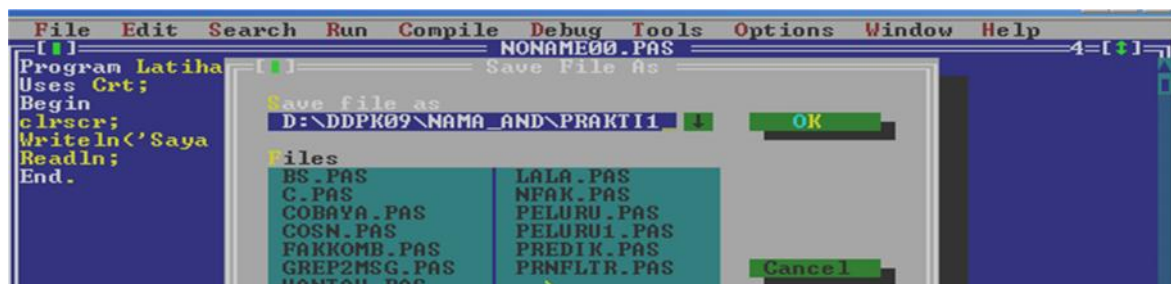 File Edit Search Run Compile Debug Tools Options Window Help
NONAME00.PAS 4
Program Latiha
Save File As
Uses Crt;
Begin
Save file as
clrscr;
D:\DDPK09\NAMA_AND\PRAKTI1
OK
Writeln('Saya
Readln;
Files
End.
BS.PAS LALA.PAS
C.PAS NFAK.PAS
COBAYA.PAS PELURU.PAS
COSN.PAS PELURU1.PAS
FAKKOMB.PAS PREDIK.PAS
GREP2MSG.PAS PRNFLTR.PAS
Cancel